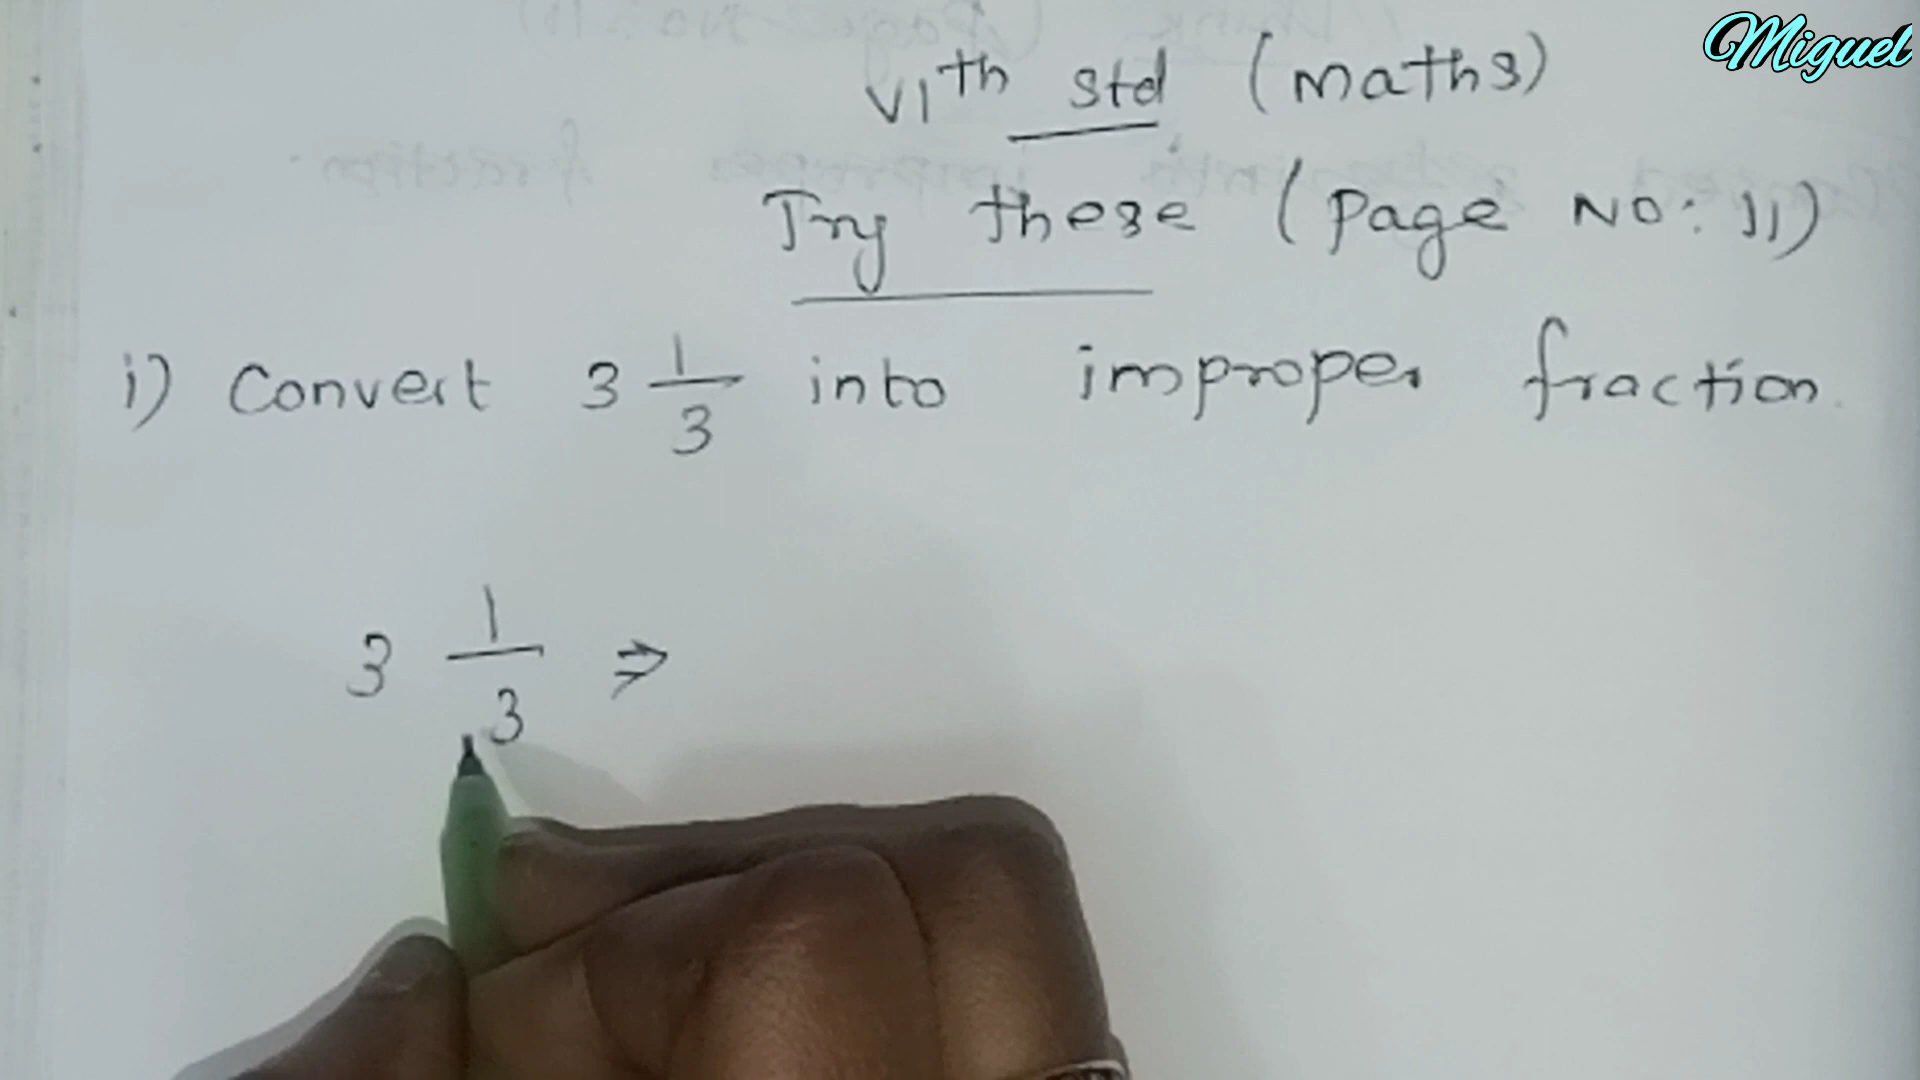 Miguel
VIth std (Maths)
Try these (Page No: 11)
i) Convert 3 1/3 into improper fraction.
3 1/3 ⇒